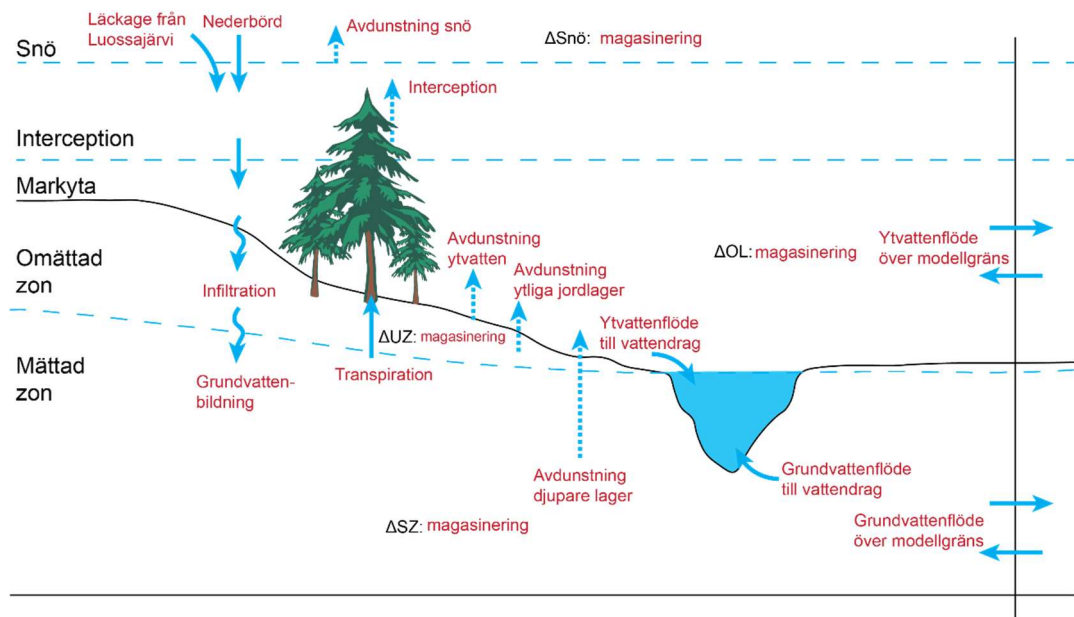 Läckage från
Luossajärvi
Nederbörd
Avdunstning snö
ΔSnö: magasinering
Snö
Interception
Interception
Markyta
Avdunstning
ytvatten
ΔOL: magasinering
Ytvattenflöde
över modellgräns
Omättad
zon
Infiltration
Avdunstning
ytliga jordlager
Ytvattenflöde
till vattendrag
ΔUZ: magasinering
Mättad
zon
Grundvatten-
bildning
Transpiration
Avdunstning
djupare lager
Grundvattenflöde
till vattendrag
ΔSZ: magasinering
Grundvattenflöde
över modellgräns